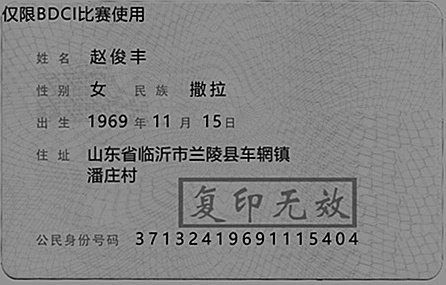 仅限BDCI比赛使用
姓名 赵俊丰
性别 女 民族 撒拉
出生 1969 年 11 月 15日
住址 山东省临沂市兰陵县车辋镇
潘庄村
复印无效
公民身份号码 371324196911115404